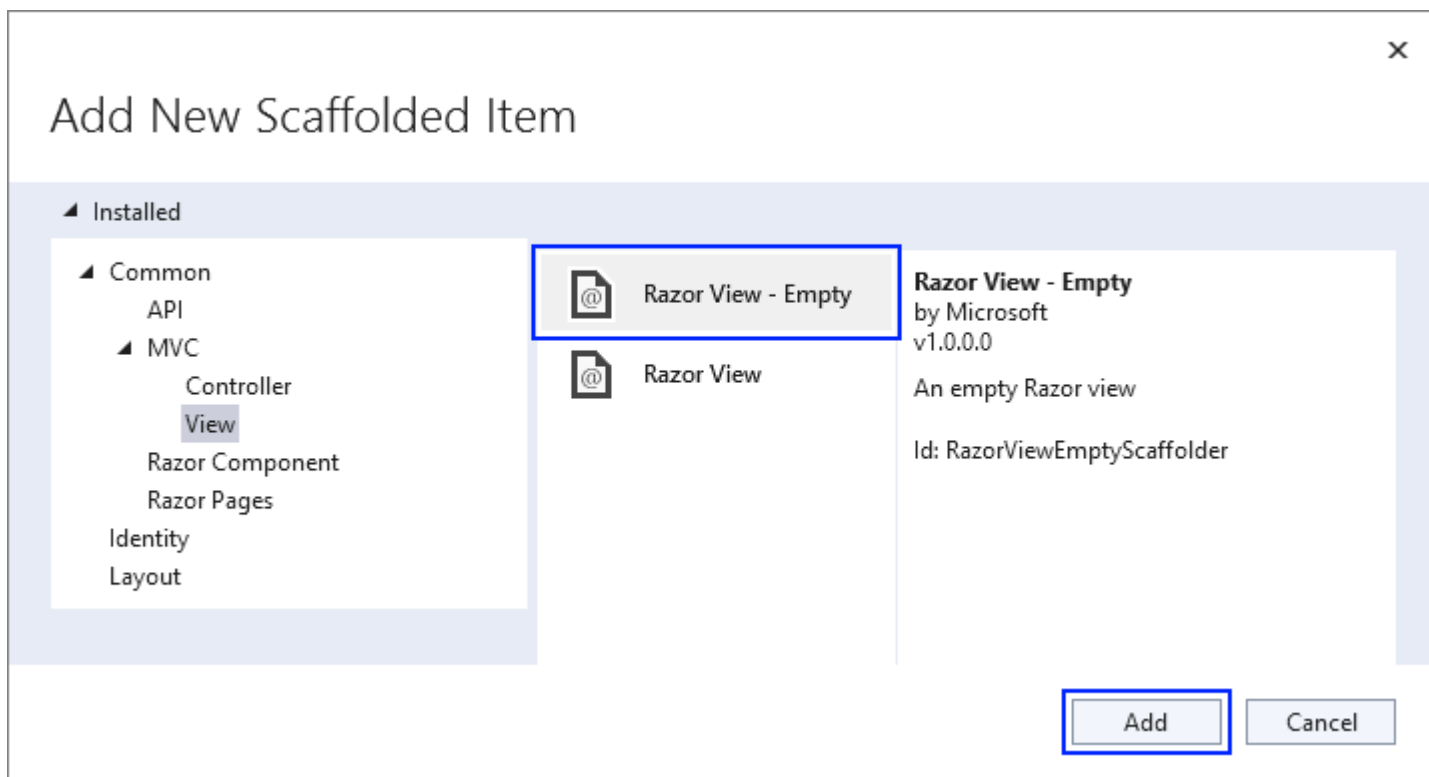 Add New Scaffolded Item
Installed
Common
API
MVC
Controller
View
Razor Component
Razor Pages
Identity
Layout
@ Razor View - Empty
@ Razor View
Razor View - Empty
by Microsoft
v1.0.0.0
An empty Razor view
Id: RazorViewEmptyScaffolder
Add
Cancel